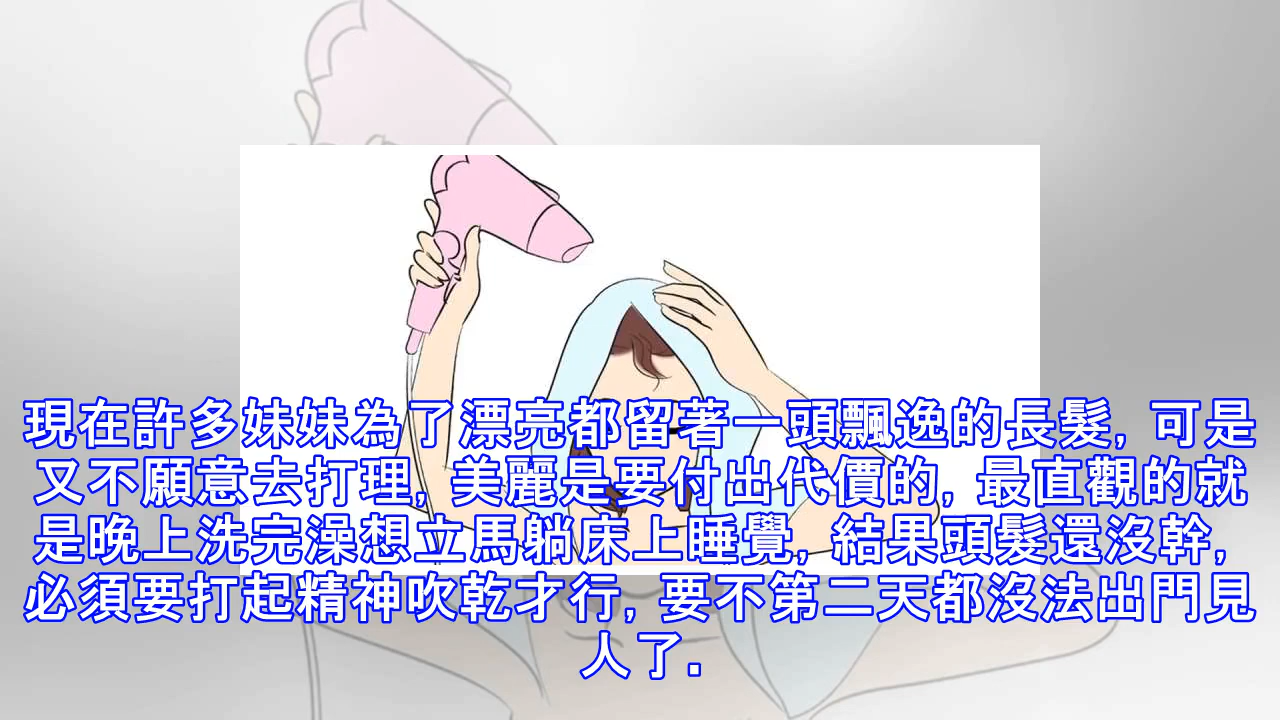 現在許多妹妹為了漂亮都留著一頭飄逸的長髮, 可是
又不願意去打理, 美麗是要付出代價的, 最直觀的就
是晚上洗完澡想立馬躺床上睡覺, 結果頭髮還沒幹,
必須要打起精神吹乾才行, 要不第二天都沒法出門見
人了.